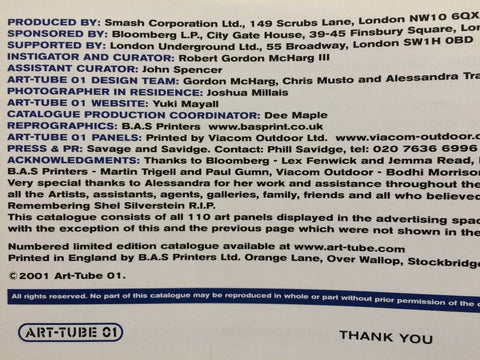 PRODUCED BY: Smash Corporation Ltd., 149 Scrubs Lane, London NW10 6QX
SPONSORED BY: Bloomberg L.P., City Gate House, 39-45 Finsbury Square,
SUPPORTED BY: London Underground Ltd., 55 Broadway, London SW1H 0BD
INSTIGATOR AND CURATOR: Robert Gordon McHarg III
ASSISTANT CURATOR: John Spencer
ART-TUBE 01 DESIGN TEAM: Gordon McHarg, Chris Musto and Alessandra
PHOTOGRAPHER IN RESIDENCE: Joshua Millais
ART-TUBE 01 WEBSITE: Yuki Mayall
CATALOGUE PRODUCTION COORDINATOR: Dee Maple
REPROGRAPHICS: B.A.S Printers www.basprint.co.uk
ART-TUBE 01 PANELS: Printed by Viacom Outdoor Ltd. www.viacom-outdoor.
PRESS & PR: Savage and Savidge. Contact: Phill Savidge, tel: 020 7636 6996
ACKNOWLEDGMENTS: Thanks to Bloomberg - Lex Fenwick and Jemma Read,
B.A.S Printers - Martin Trigell and Paul Gunn, Viacom Outdoor - Bodhi Morrison
Very special thanks to Alessandra for her work and assistance throughout the
all the Artists, assistants, agents, galleries, family, friends and all who believed
Remembering Shel Silverstein R.I.P.
This catalogue consists of all 110 art panels displayed in the advertising
with the exception of this and the previous page which were not shown in the
Numbered limited edition catalogue available at www.art-tube.com
Printed in England by B.A.S Printers Ltd. Orange Lane, Over Wallop, Stockbridge
©2001 Art-Tube 01.
All rights reserved. No part of this catalogue may be reproduced in whole or part without prior permission of the
ART-TUBE 01
THANK YOU